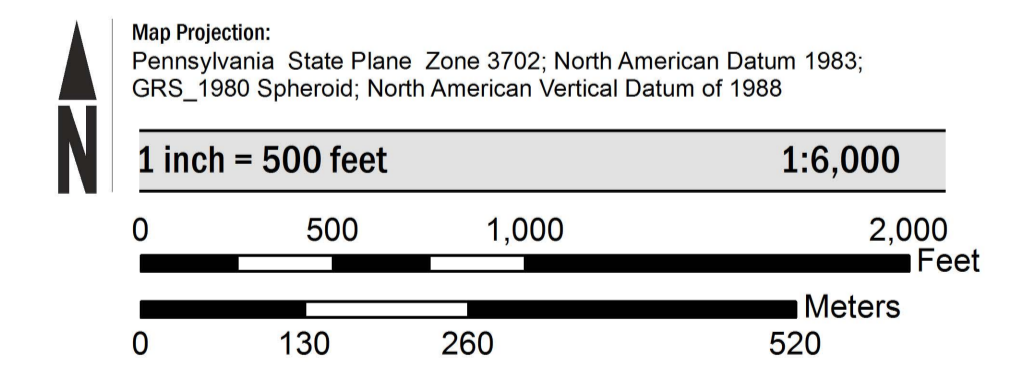 Map Projection:
Pennsylvania State Plane Zone 3702; North American Datum 1983;
GRS_1980 Spheroid; North American Vertical Datum of 1988
N
1 inch = 500 feet 1:6,000
0 500 1,000 2,000
Feet
Meters
0 130 260 520